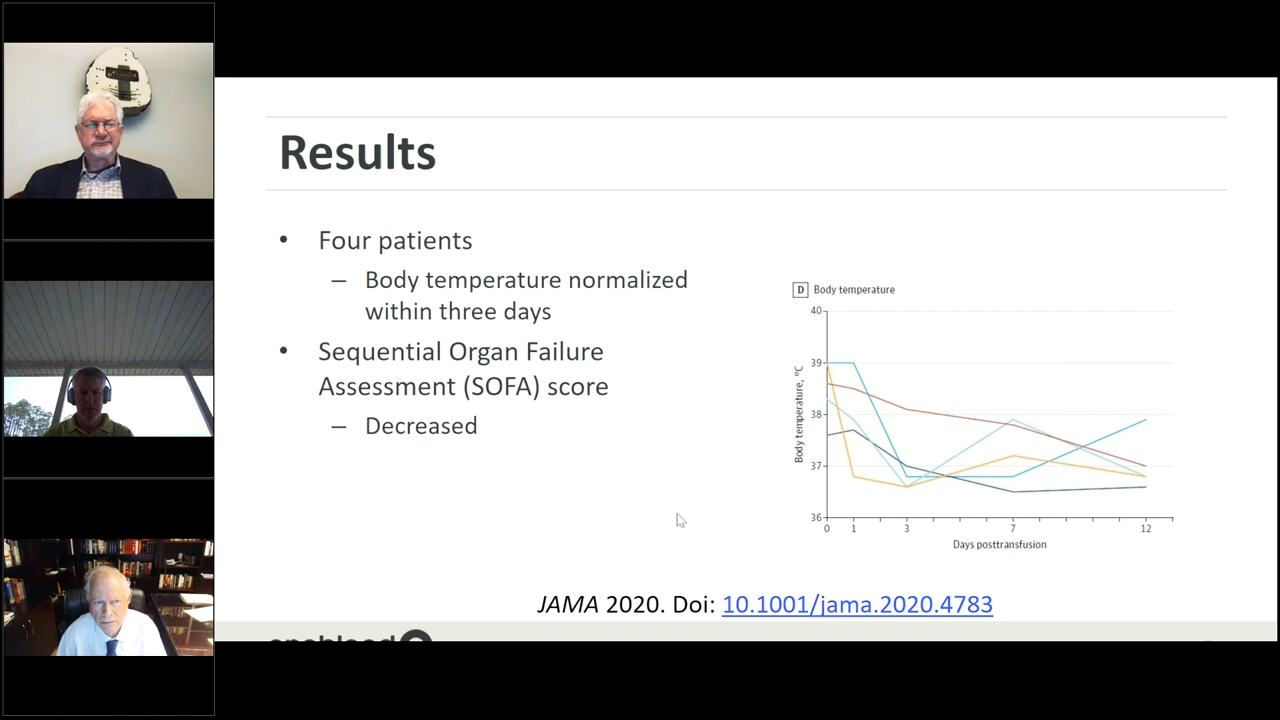 Results
• Four patients
– Body temperature normalized
within three days
• Sequential Organ Failure
Assessment (SOFA) score
– Decreased
D Body temperature
40
39
38
37
36
Body temperature, °C
0 1 3 7 12
Days posttransfusion
JAMA 2020. Doi: 10.1001/jama.2020.4783